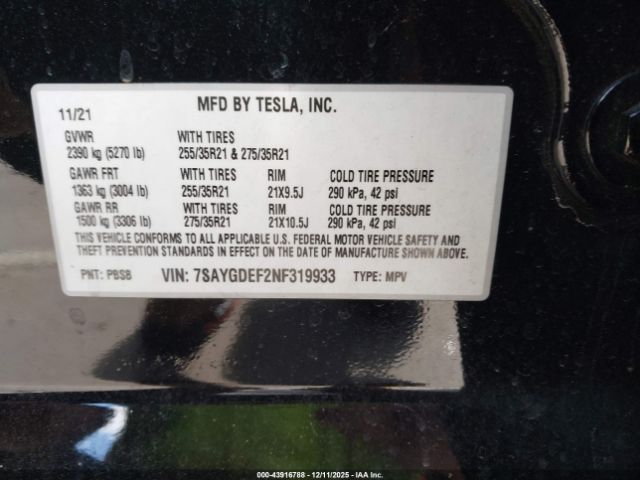 11/21 MFD BY TESLA, INC.
GVWR WITH TIRES
2390 kg (5270 lb) 255/35R21 & 275/35R21
GAWR FRT WITH TIRES RIM COLD TIRE PRESSURE
1363 kg (3004 lb) 255/35R21 21X9.5J 290 kPa, 42 psi
GAWR RR WITH TIRES RIM COLD TIRE PRESSURE
1500 kg (3306 lb) 275/35R21 21X10.5J 290 kPa, 42 psi
THIS VEHICLE CONFORMS TO ALL APPLICABLE U.S. FEDERAL MOTOR VEHICLE SAFETY AND
THEFT PREVENTION STANDARDS IN EFFECT ON THE DATE OF MANUFACTURE SHOWN ABOVE.
PNT: PBSB VIN: 7SAYGDEF2NF319933 TYPE: MPV
000-43916788 - 12/11/2025 - IAA Inc.